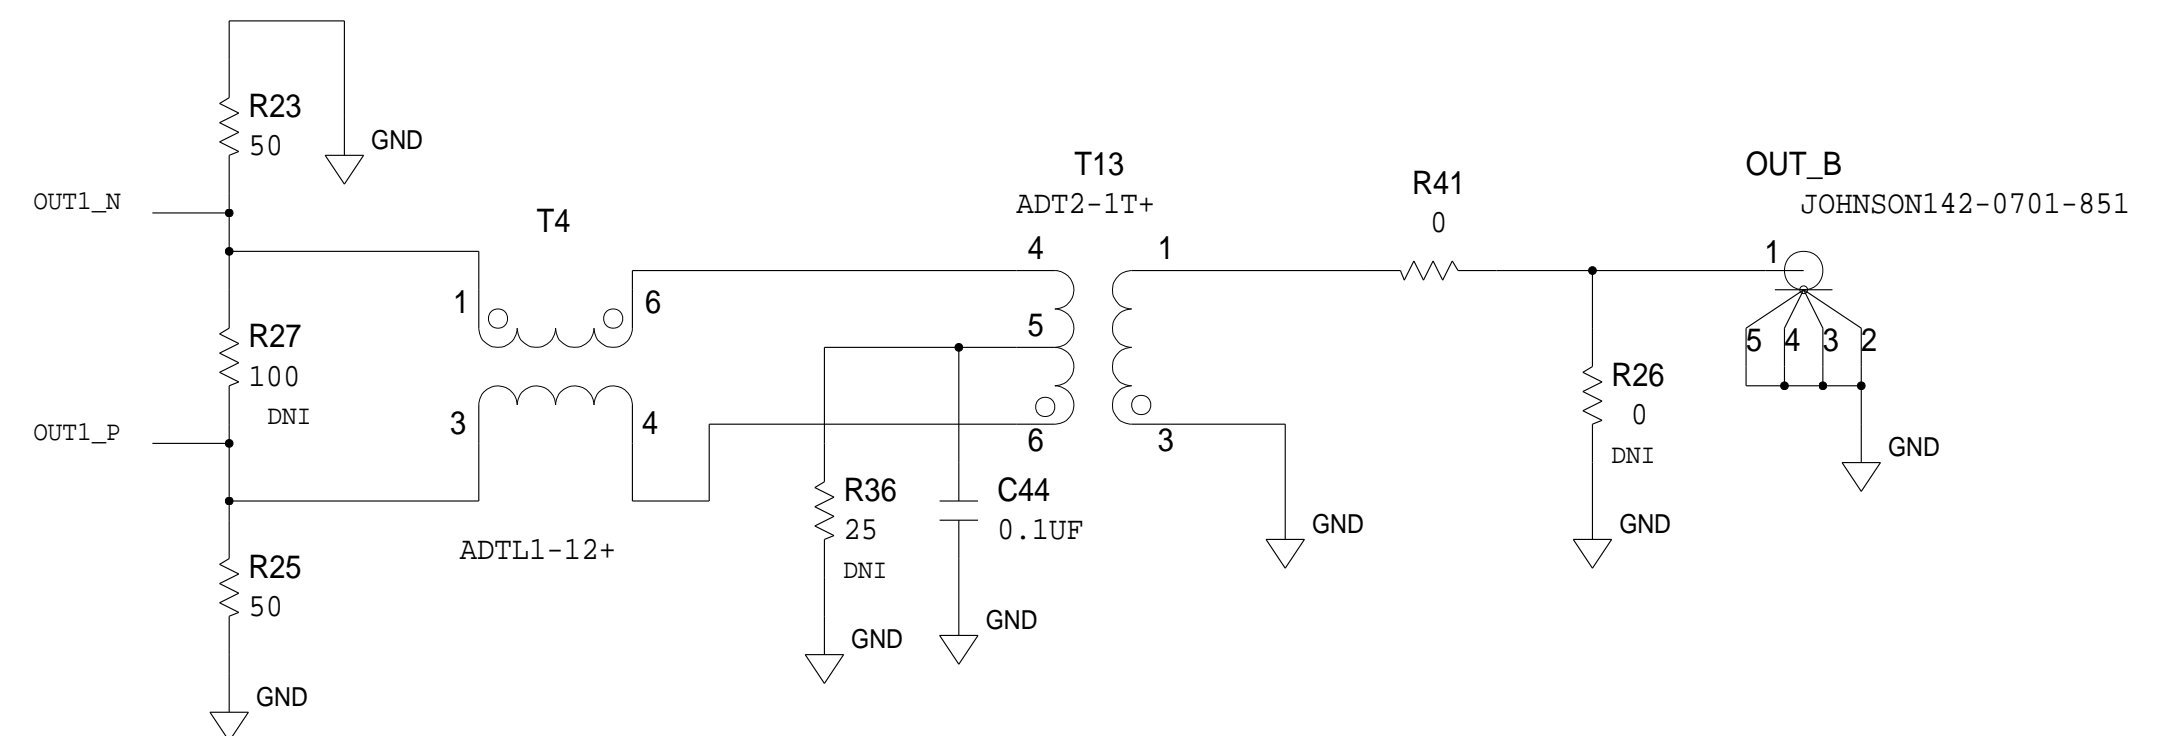 R23
50
GND
OUT1_N
T4
1
6
R27
100
DNI
OUT1_P
3
4
ADTL1-12+
R25
50
GND
T13
ADT2-1T+
4
1
5
6
3
R36
25
DNI
GND
C44
0.1UF
GND
GND
R41
0
OUT_B
JOHNSON142-0701-851
1
5 4 3 2
R26
0
DNI
GND
GND